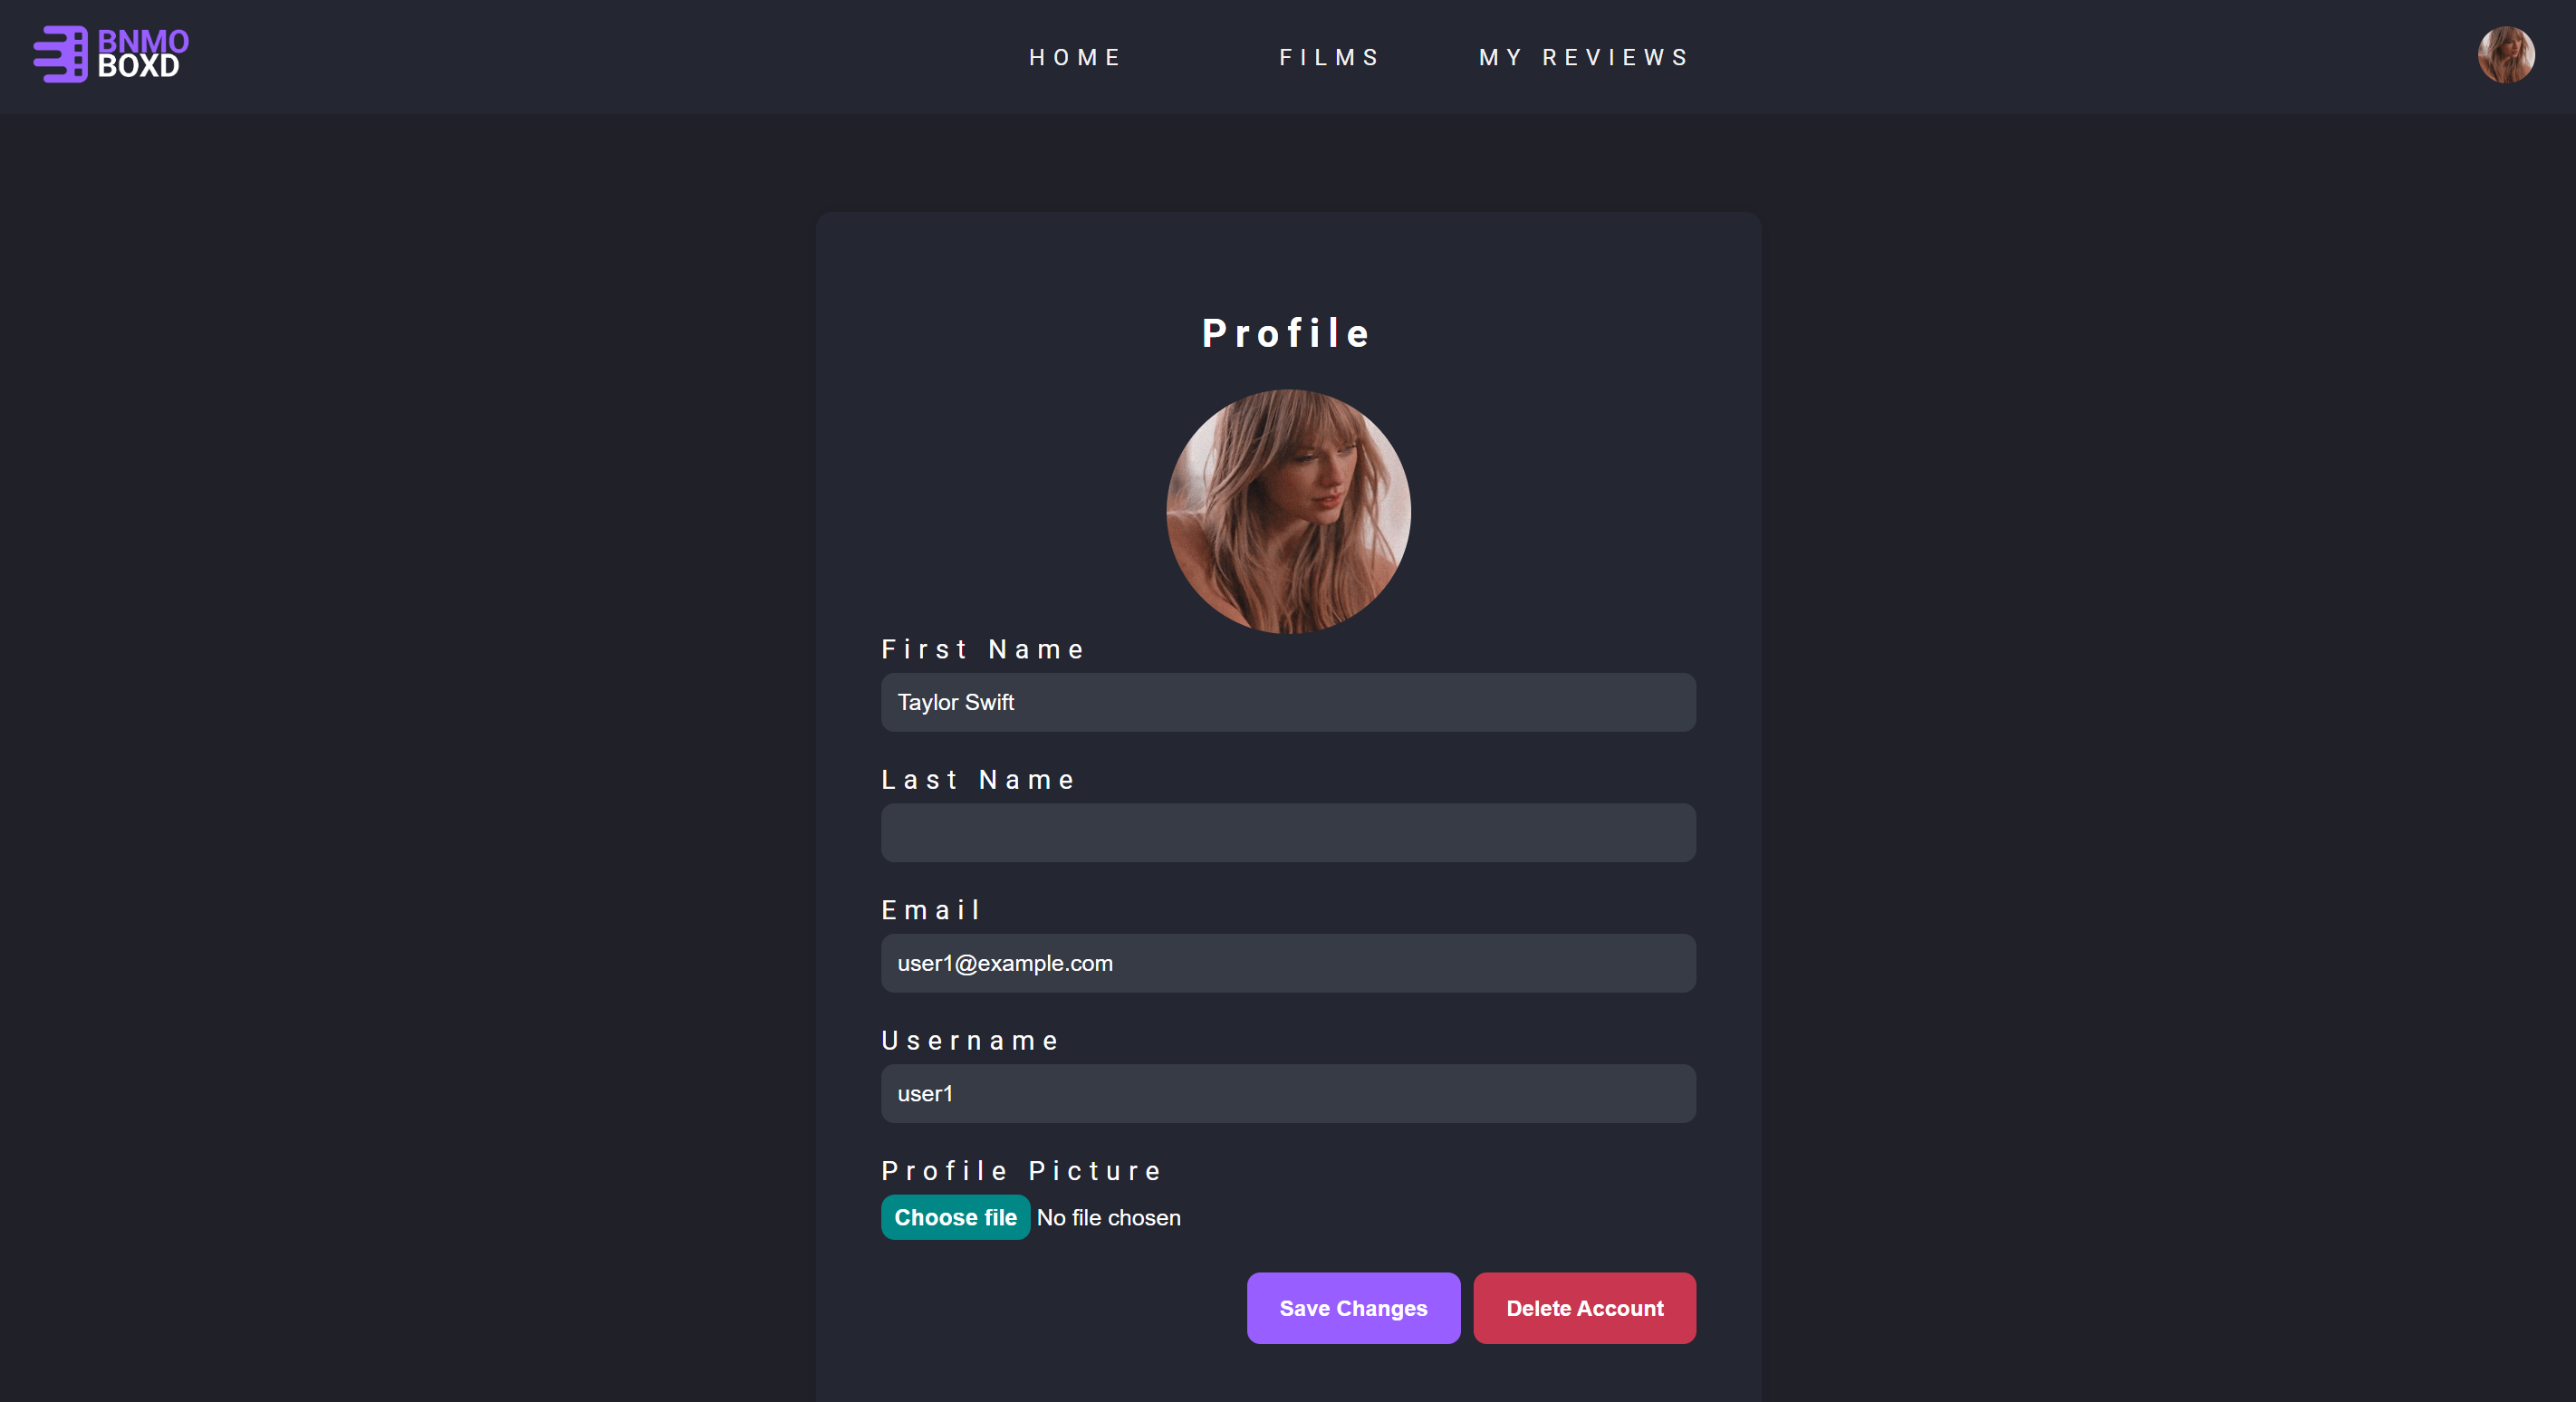 BNMO
BOXD
HOME
FILMS
MY REVIEWS
Profile
First Name
Taylor Swift
Last Name
Email
user1@example.com
Username
user1
Profile Picture
Choose file No file chosen
Save Changes
Delete Account